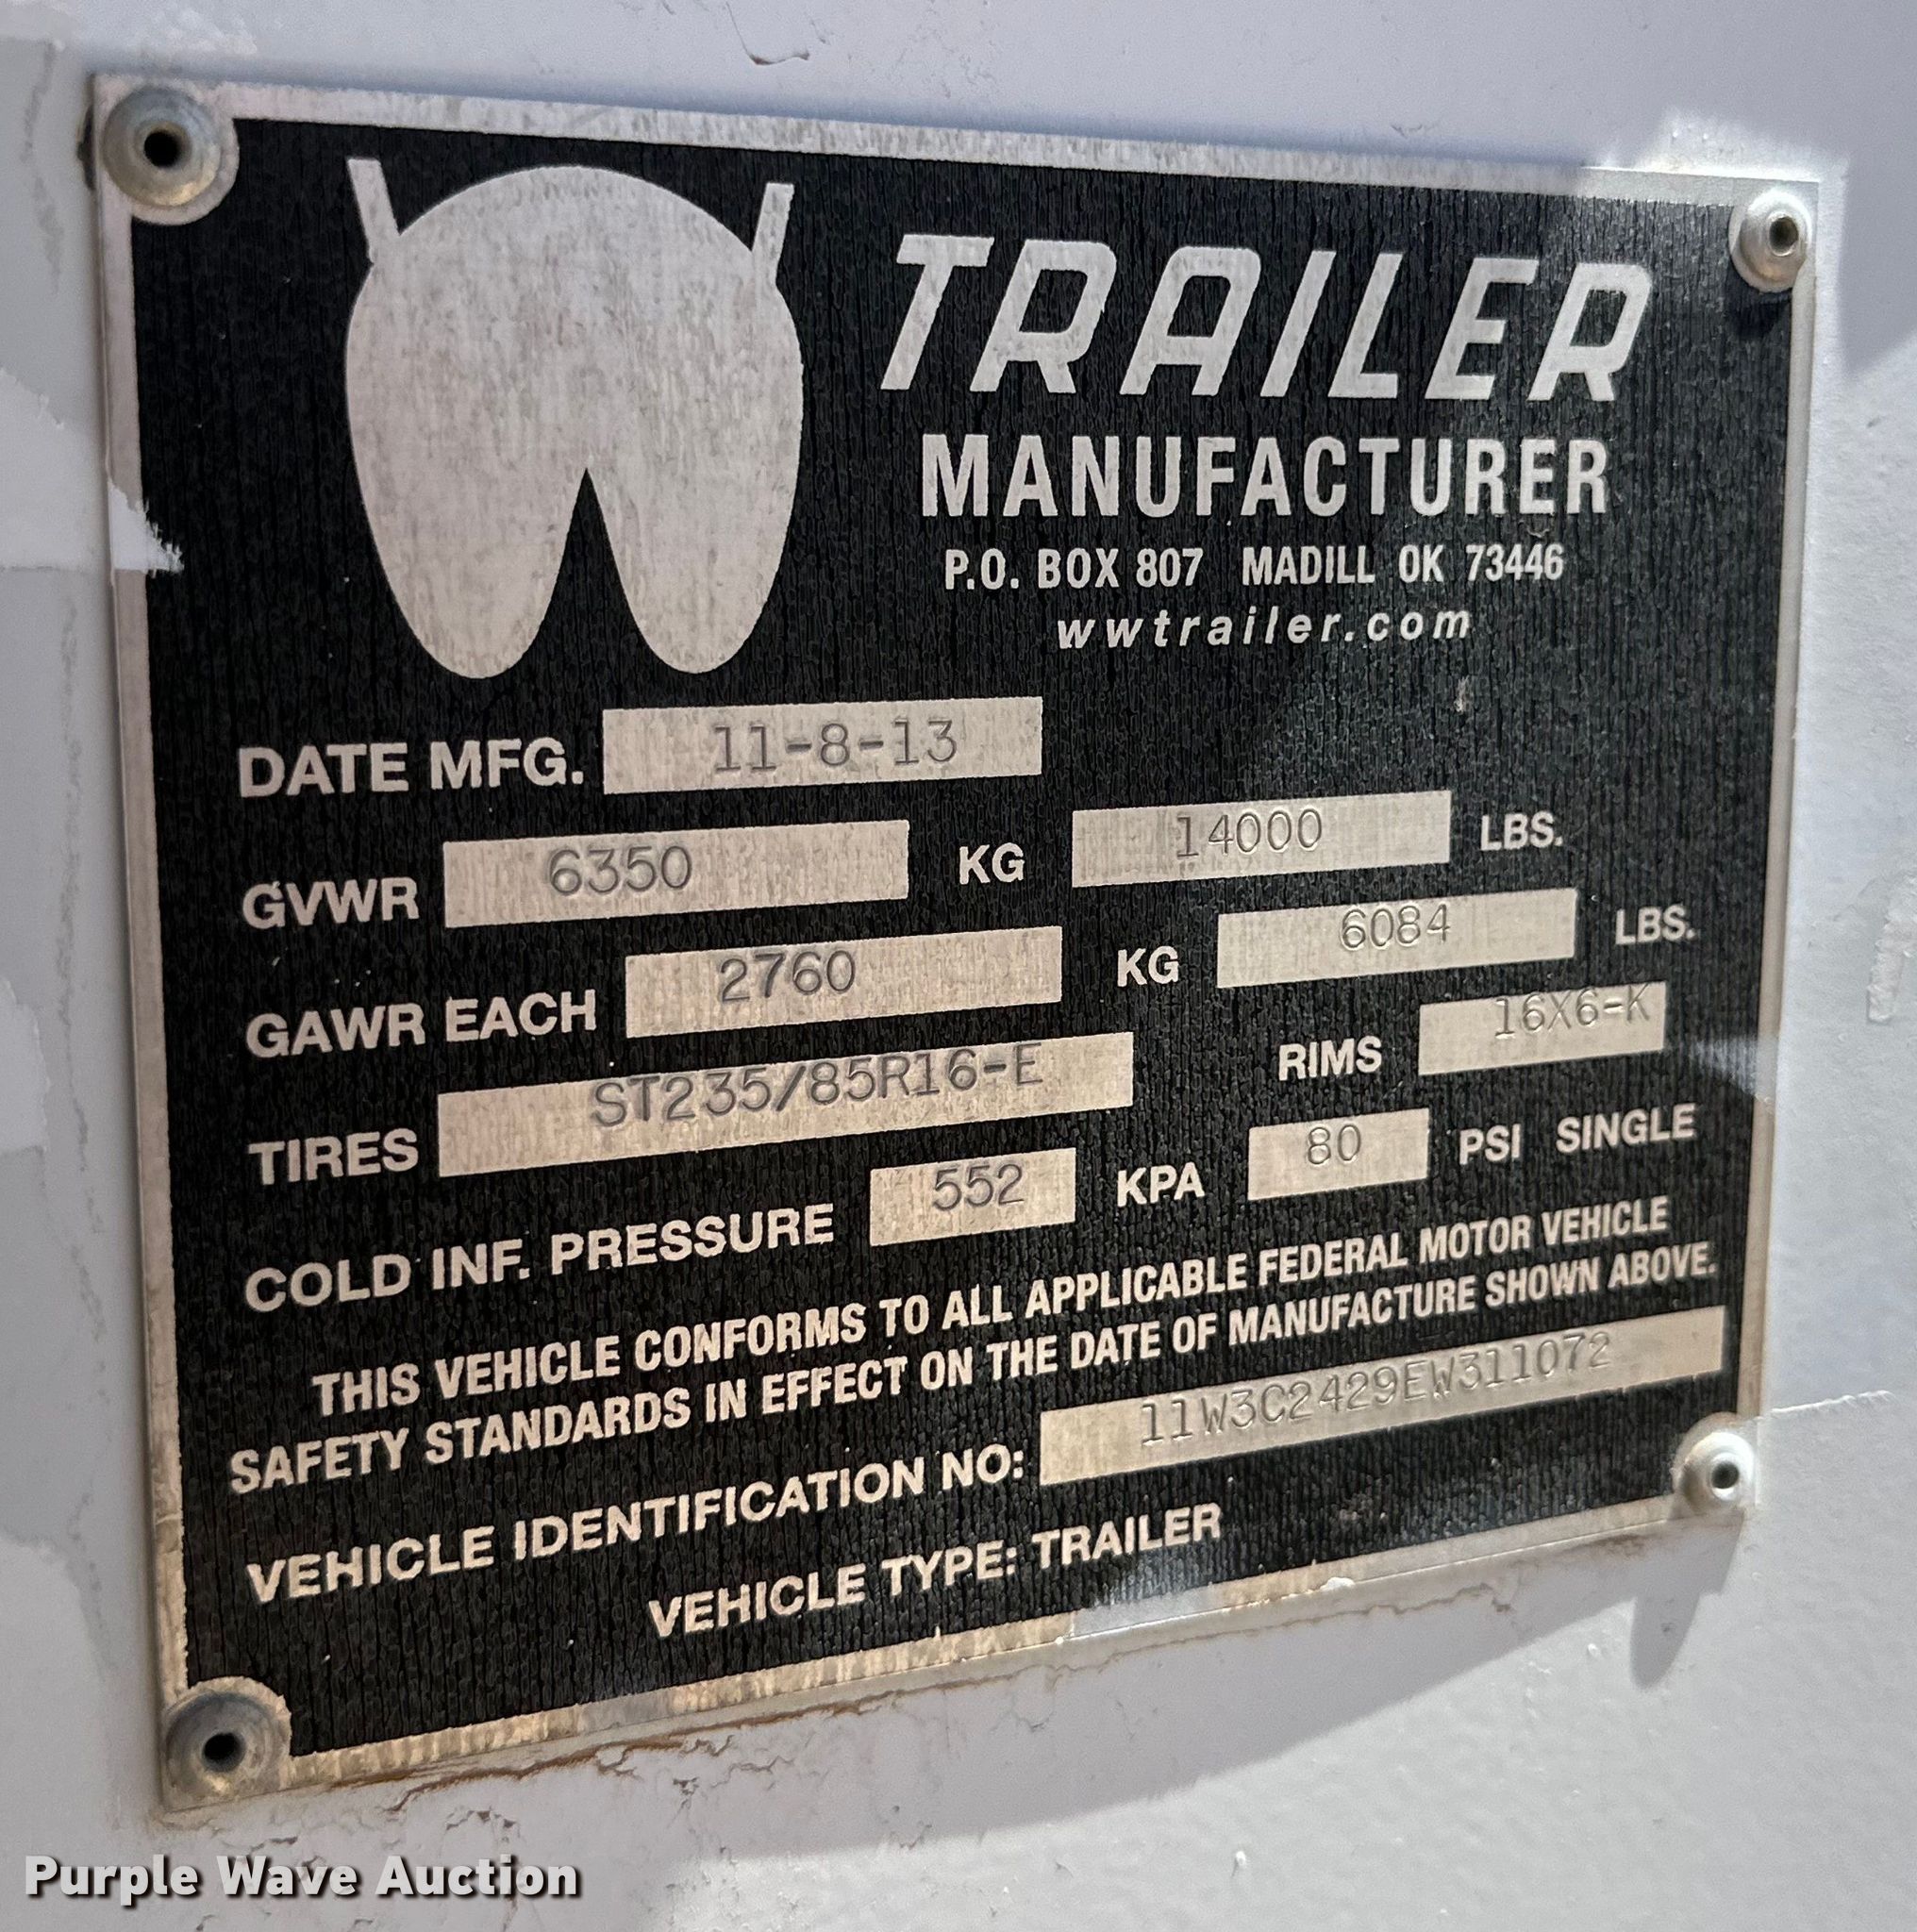 W TRAILER
MANUFACTURER
P.O. BOX 807 MADILL OK 73446
wwtrailer.com
DATE MFG. 11-8-13
GVWR 6350 KG 14000 LBS.
GAWR EACH 2760 KG 6084 LBS.
TIRES ST235/85R16-E RIMS 16X6-K
COLD INF. PRESSURE 552 KPA 80 PSI SINGLE
THIS VEHICLE CONFORMS TO ALL APPLICABLE FEDERAL MOTOR VEHICLE
SAFETY STANDARDS IN EFFECT ON THE DATE OF MANUFACTURE SHOWN ABOVE.
VEHICLE IDENTIFICATION NO: 11W3C2429EW311072
VEHICLE TYPE: TRAILER
Purple Wave Auction